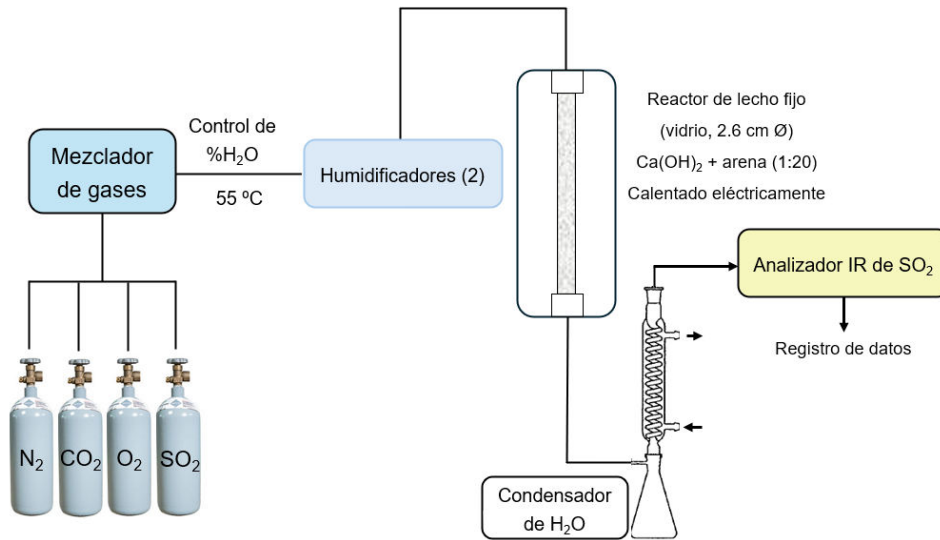 Mezclador
de gases
Control de
%H₂O
55 ºC
Humidificadores (2)
Reactor de lecho fijo
(vidrio, 2.6 cm Ø)
Ca(OH)₂ + arena (1:20)
Calentado eléctricamente
Analizador IR de SO₂
Registro de datos
N₂
CO₂
O₂
SO₂
Condensador
de H₂O